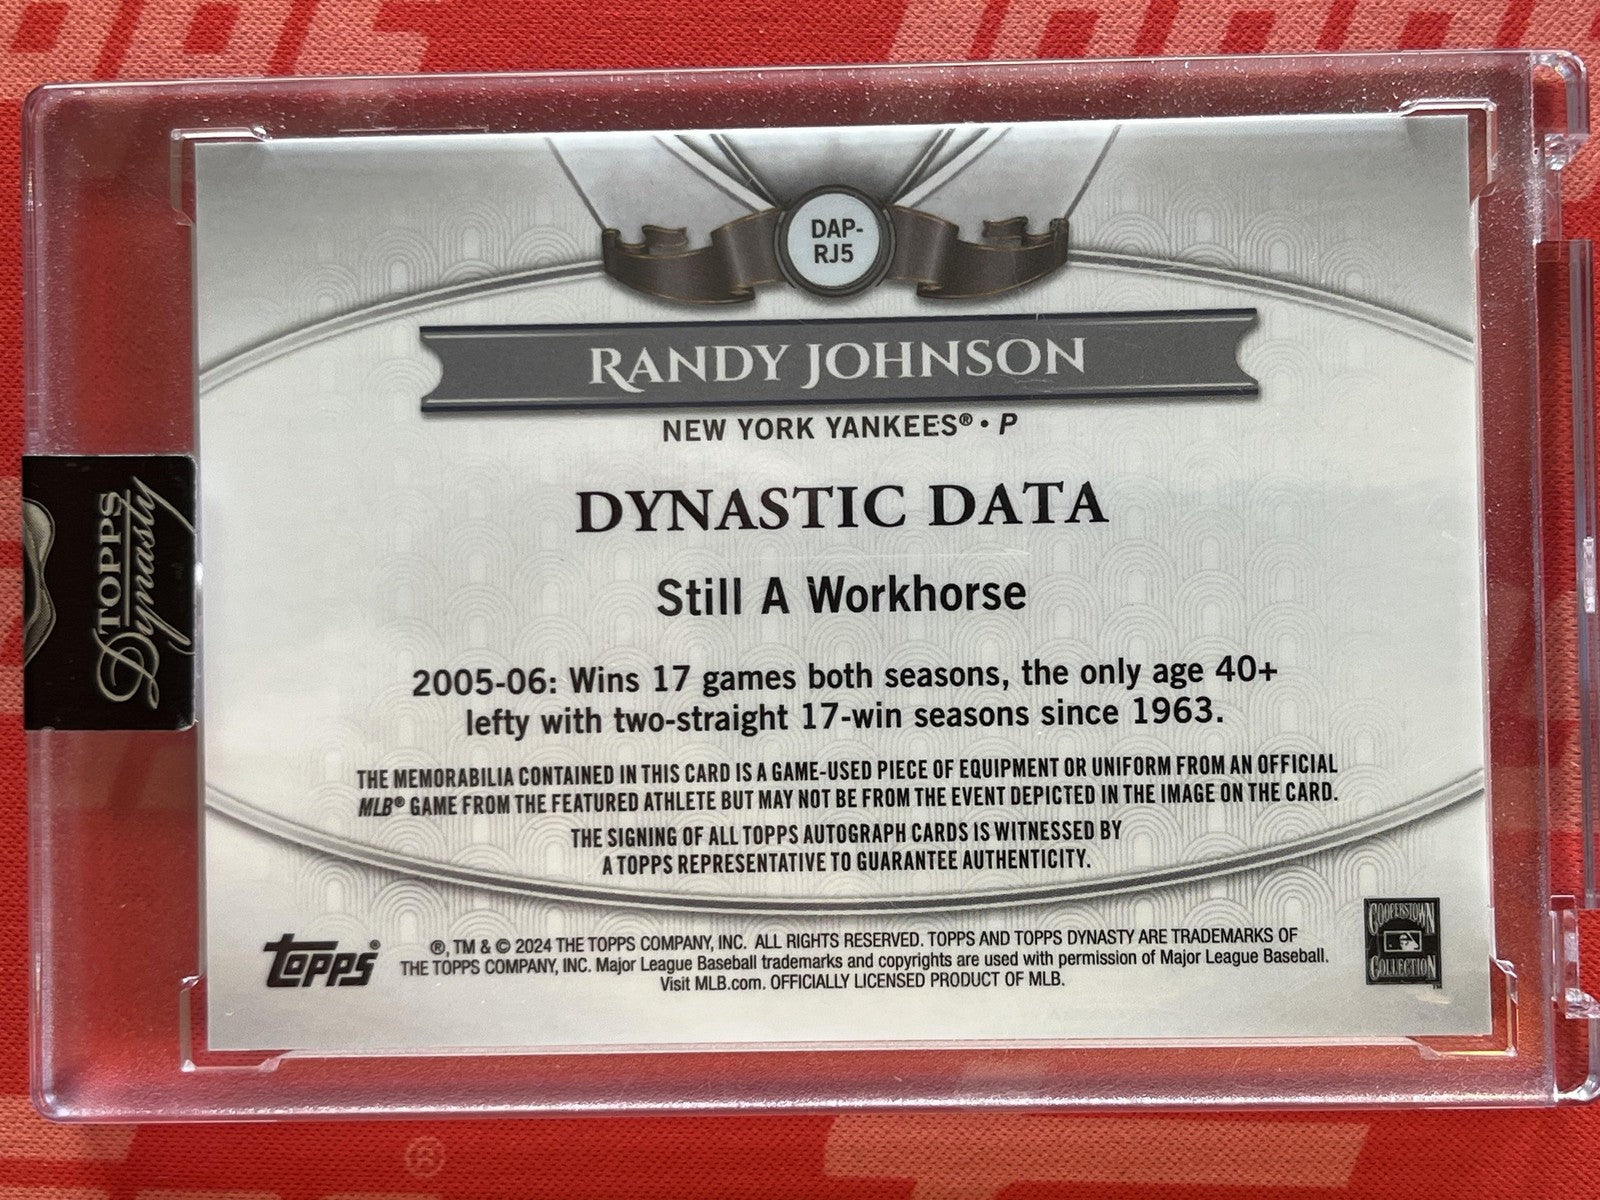 DAP-
RJ5
RANDY JOHNSON
NEW YORK YANKEES® • P
DYNASTIC DATA
Still A Workhorse
2005-06: Wins 17 games both seasons, the only age 40+
lefty with two-straight 17-win seasons since 1963.
THE MEMORABILIA CONTAINED IN THIS CARD IS A GAME-USED PIECE OF EQUIPMENT OR UNIFORM FROM AN OFFICIAL
MLB® GAME FROM THE FEATURED ATHLETE BUT MAY NOT BE FROM THE EVENT DEPICTED IN THE IMAGE ON THE CARD.
THE SIGNING OF ALL TOPPS AUTOGRAPH CARDS IS WITNESSED BY
A TOPPS REPRESENTATIVE TO GUARANTEE AUTHENTICITY.
®, TM & © 2024 THE TOPPS COMPANY, INC. ALL RIGHTS RESERVED. TOPPS AND TOPPS DYNASTY ARE TRADEMARKS OF
THE TOPPS COMPANY, INC. Major League Baseball trademarks and copyrights are used with permission of Major League Baseball.
Visit MLB.com. OFFICIALLY LICENSED PRODUCT OF MLB.
topps®
COOPERSTOWN
COLLECTION™
TOPPS
Dynasty
®